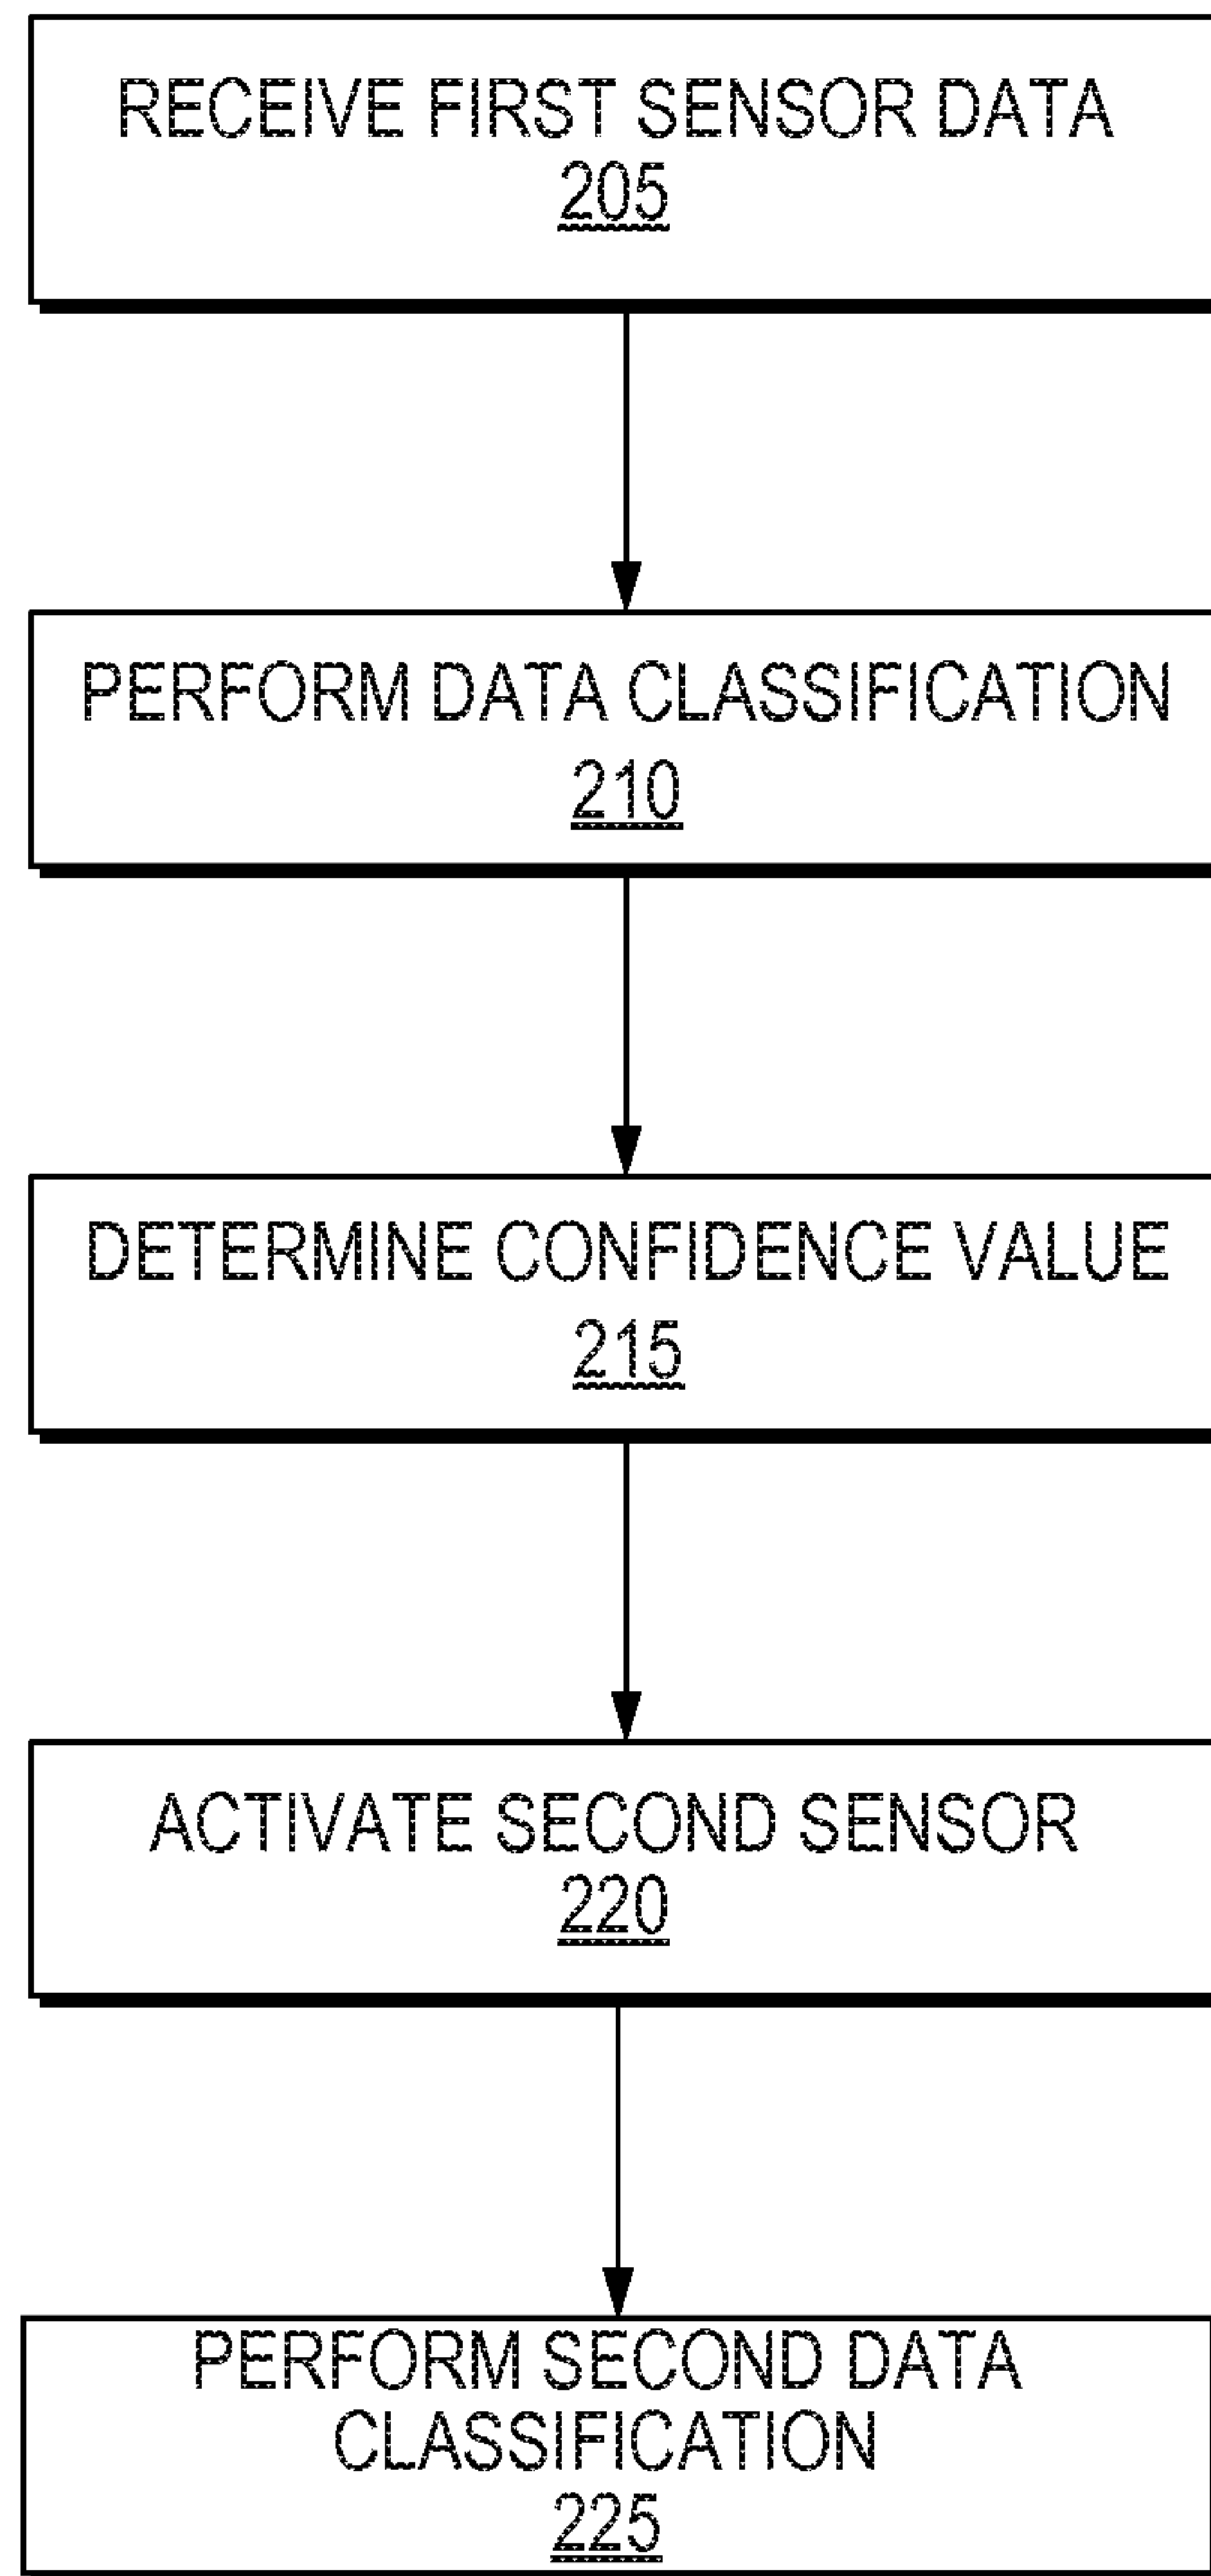 RECEIVE FIRST SENSOR DATA
205
PERFORM DATA CLASSIFICATION
210
DETERMINE CONFIDENCE VALUE
215
ACTIVATE SECOND SENSOR
220
PERFORM SECOND DATA
CLASSIFICATION
225